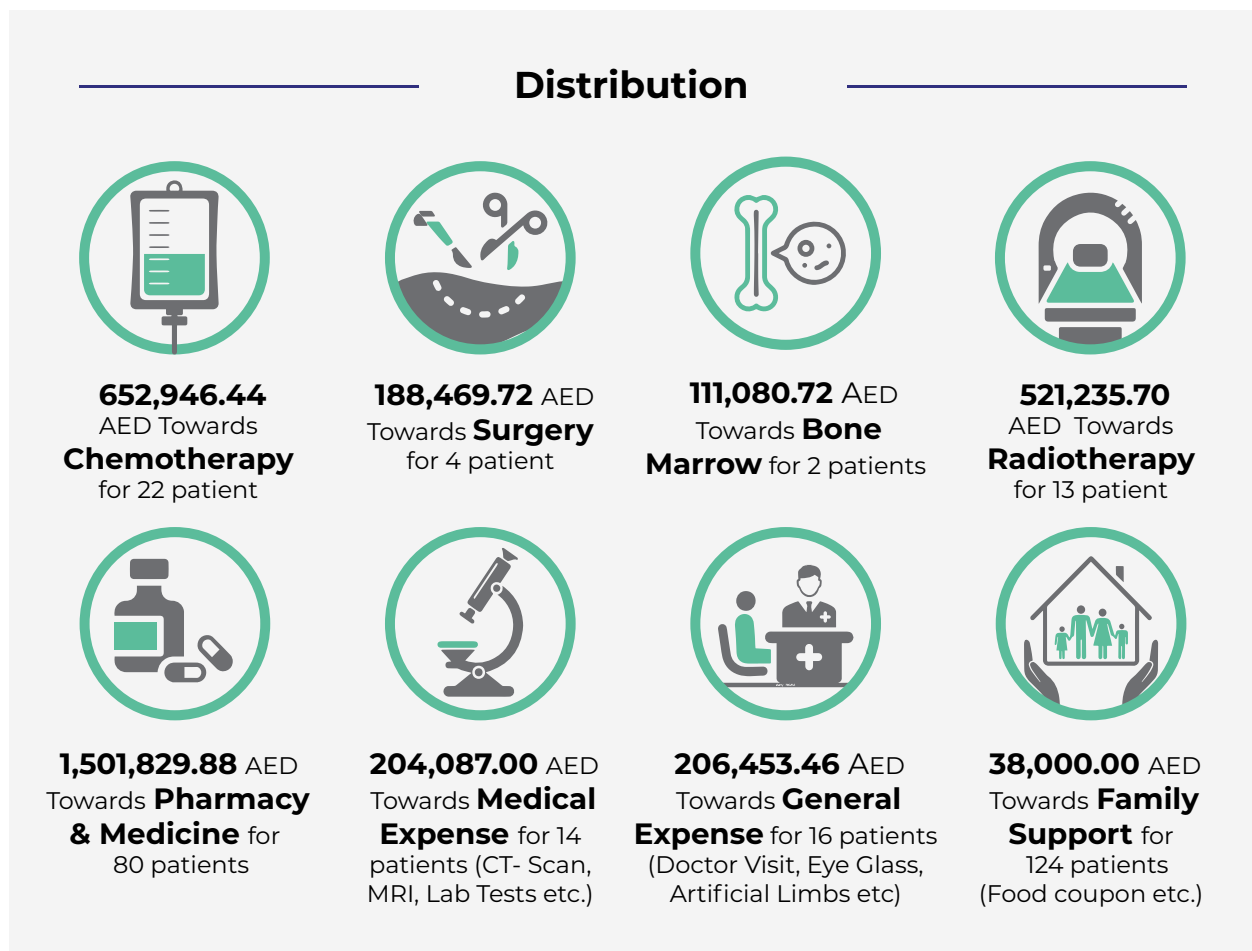 Distribution
652,946.44
AED Towards
Chemotherapy
for 22 patient
188,469.72 AED
Towards Surgery
for 4 patient
111,080.72 AED
Towards Bone
Marrow for 2 patients
521,235.70
AED Towards
Radiotherapy
for 13 patient
1,501,829.88 AED
Towards Pharmacy
& Medicine for
80 patients
204,087.00 AED
Towards Medical
Expense for 14
patients (CT- Scan,
MRI, Lab Tests etc.)
206,453.46 AED
Towards General
Expense for 16 patients
(Doctor Visit, Eye Glass,
Artificial Limbs etc)
38,000.00 AED
Towards Family
Support for
124 patients
(Food coupon etc.)